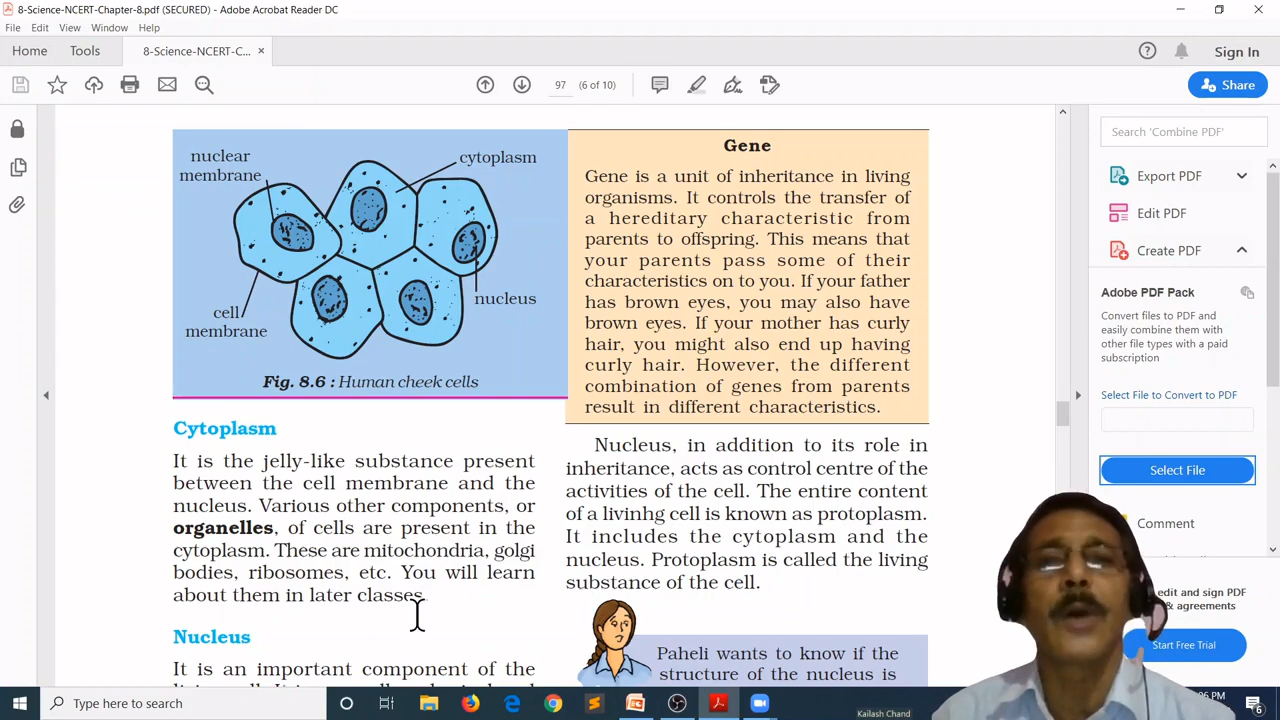 8-Science-NCERT-Chapter-8.pdf (SECURED) - Adobe Acrobat Reader DC
File Edit View Window Help
Home Tools 8-Science-NCERT-C... × Sign In
97 (6 of 10) Share
nuclear
membrane
cytoplasm
nucleus
cell
membrane
Fig. 8.6 : Human cheek cells
Cytoplasm
It is the jelly-like substance present
between the cell membrane and the
nucleus. Various other components, or
organelles, of cells are present in the
cytoplasm. These are mitochondria, golgi
bodies, ribosomes, etc. You will learn
about them in later classes.
Nucleus
It is an important component of the
Gene
Gene is a unit of inheritance in living
organisms. It controls the transfer of
a hereditary characteristic from
parents to offspring. This means that
your parents pass some of their
characteristics on to you. If your father
has brown eyes, you may also have
brown eyes. If your mother has curly
hair, you might also end up having
curly hair. However, the different
combination of genes from parents
result in different characteristics.
Nucleus, in addition to its role in
inheritance, acts as control centre of the
activities of the cell. The entire content
of a livinhg cell is known as protoplasm.
It includes the cytoplasm and the
nucleus. Protoplasm is called the living
substance of the cell.
Paheli wants to know if the
structure of the nucleus is
Search 'Combine PDF'
Export PDF
Edit PDF
Create PDF
Adobe PDF Pack
Convert files to PDF and
easily combine them with
other file types with a paid
subscription
Select File to Convert to PDF
Select File
Comment
edit and sign PDF
& agreements
Start Free Trial
Type here to search
Kailash Chand
PM
6